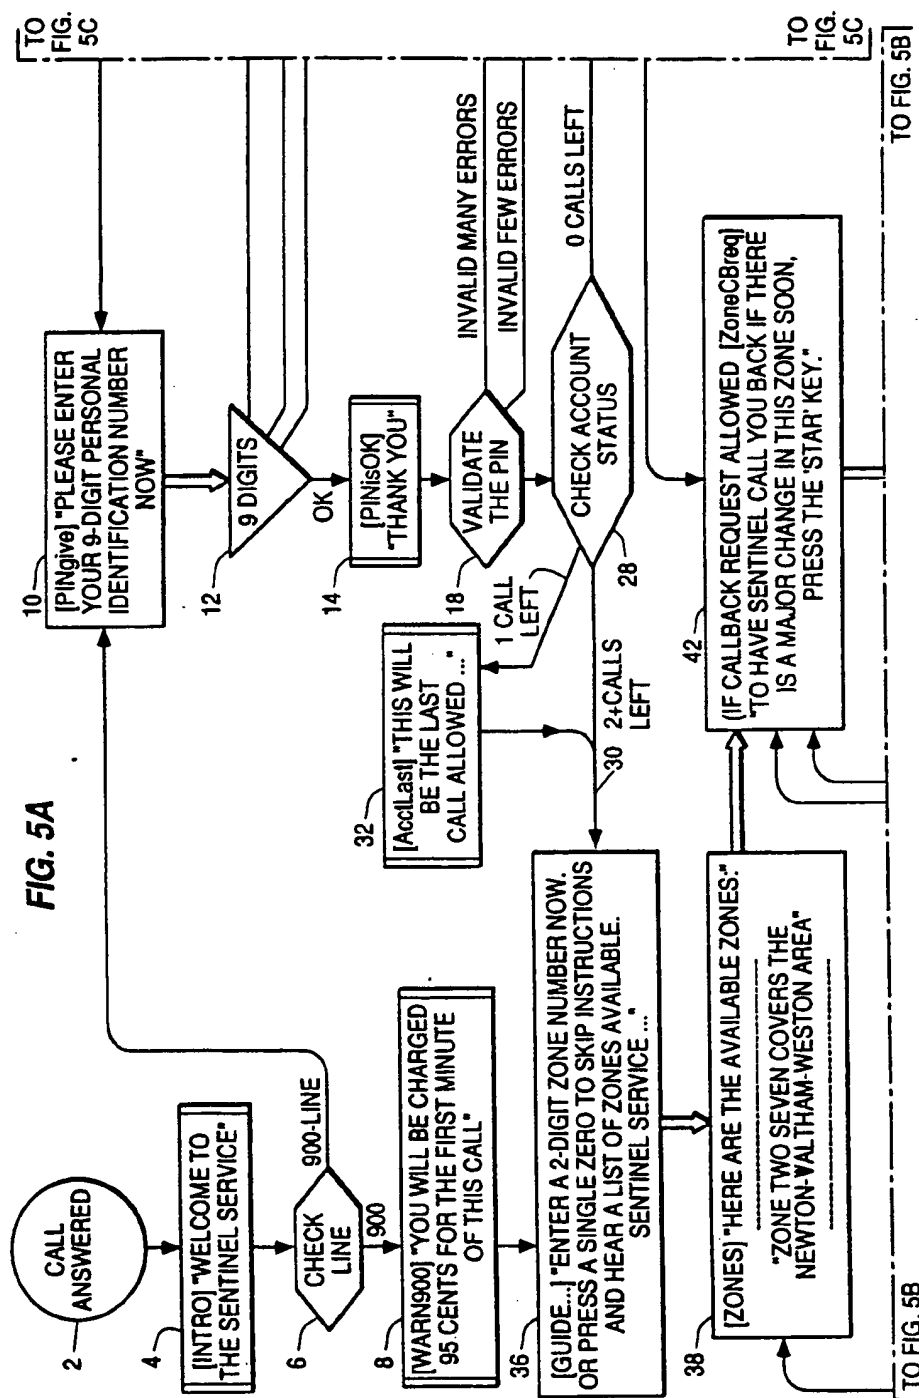 FIG. 5A
2
CALL
ANSWERED
4
[INTRO] "WELCOME TO
THE SENTINEL SERVICE"
6
CHECK
LINE
900-LINE
900
8
[WARN900] "YOU WILL BE CHARGED
95 CENTS FOR THE FIRST MINUTE
OF THIS CALL"
36
[GUIDE...] "ENTER A 2-DIGIT ZONE NUMBER NOW.
OR PRESS A SINGLE ZERO TO SKIP INSTRUCTIONS
AND HEAR A LIST OF ZONES AVAILABLE.
SENTINEL SERVICE ..."
38
[ZONES] "HERE ARE THE AVAILABLE ZONES:"
"ZONE TWO SEVEN COVERS THE
NEWTON-WALTHAM-WESTON AREA"
TO FIG. 5B
10
[PINgive] "PLEASE ENTER
YOUR 9-DIGIT PERSONAL
IDENTIFICATION NUMBER
NOW"
12
9 DIGITS
OK
14
[PINisOK]
"THANK YOU"
18
VALIDATE
THE PIN
INVALID MANY ERRORS
INVALID FEW ERRORS
CHECK ACCOUNT
STATUS
28
0 CALLS LEFT
1 CALL
LEFT
2+CALLS
LEFT
30
32
[AcctLast] "THIS WILL
BE THE LAST
CALL ALLOWED ..."
42
(IF CALLBACK REQUEST ALLOWED [ZoneCBreq]
"TO HAVE SENTINEL CALL YOU BACK IF THERE
IS A MAJOR CHANGE IN THIS ZONE SOON,
PRESS THE 'STAR' KEY."
TO
FIG.
5C
TO
FIG.
5C
TO FIG. 5B